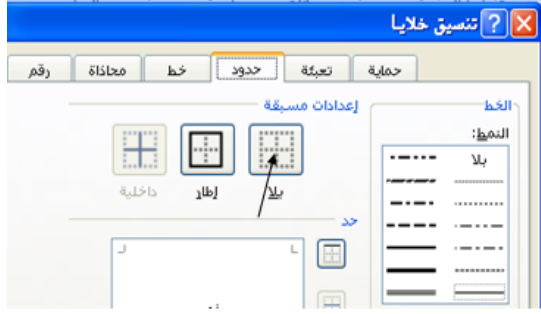 تنسيق خلايا
حماية تعبئة حدود خط محاذاة رقم
الخط
النمط:
بلا
إعدادات مسبقة
بلا إطار داخلية
حد